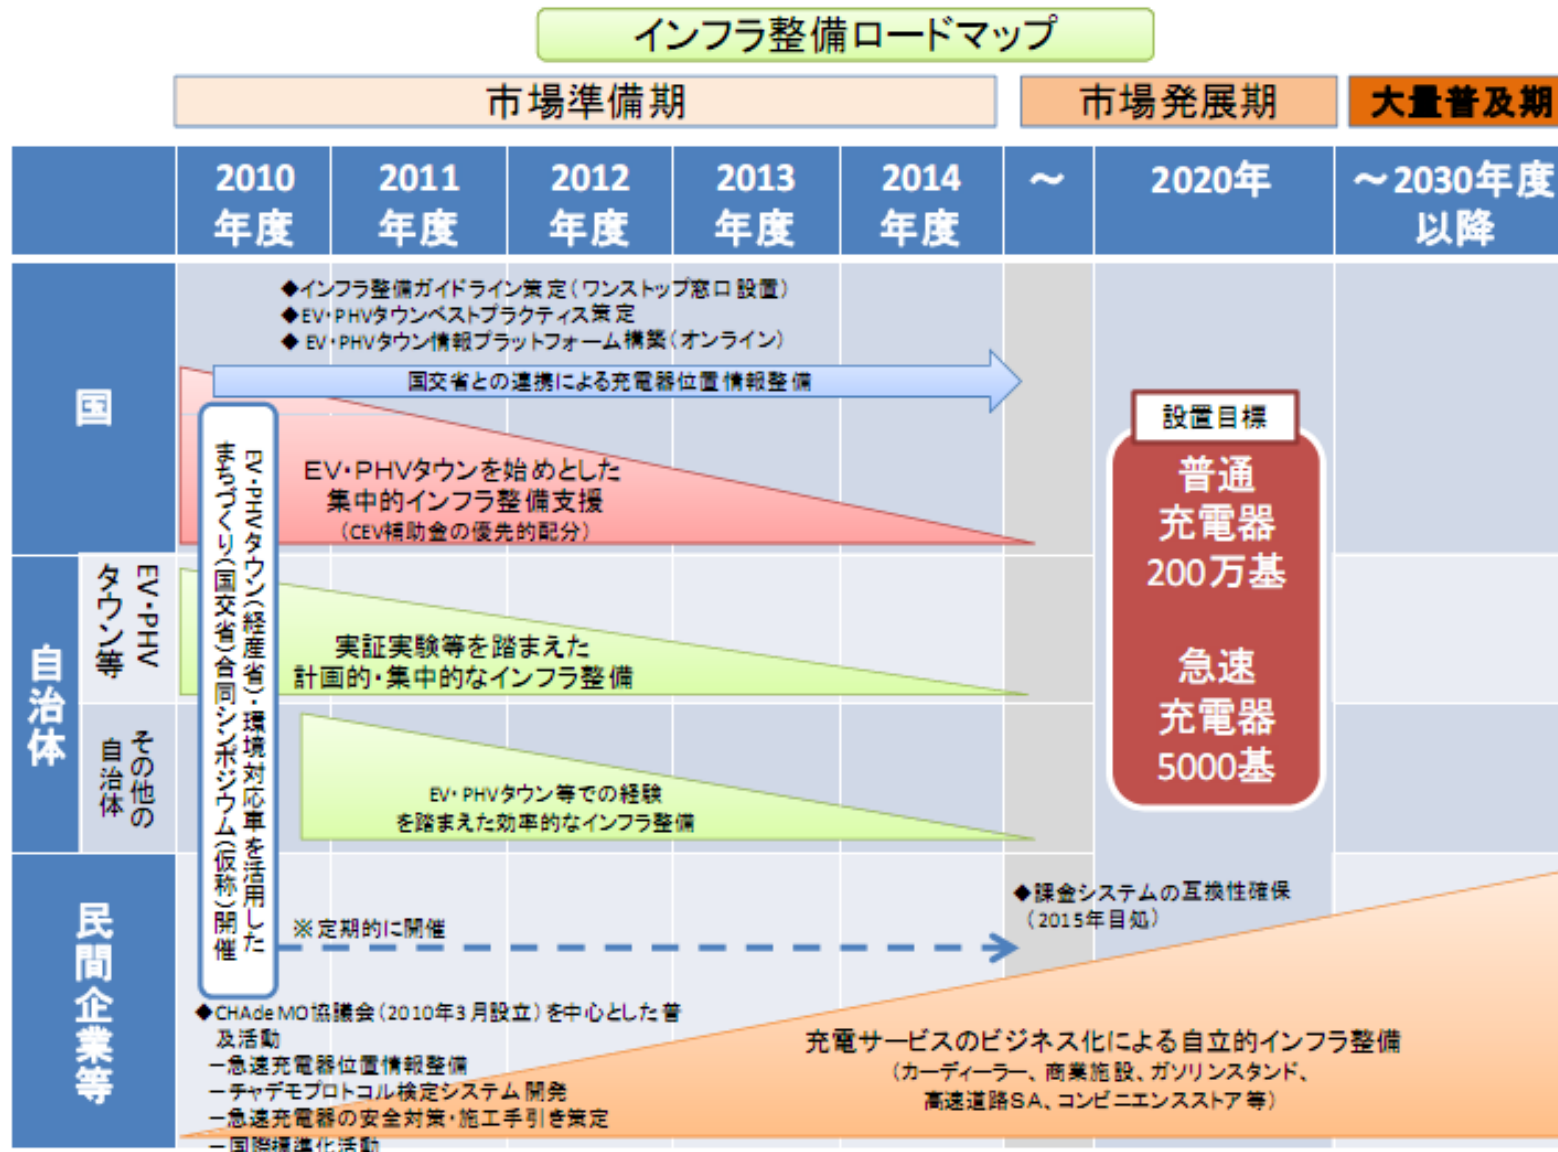 インフラ整備ロードマップ
市場準備期
市場発展期
大量普及期
2010
年度
2011
年度
2012
年度
2013
年度
2014
年度
～
2020年
～2030年度
以降
国
◆インフラ整備ガイドライン策定(ワンストップ窓口設置)
◆EV・PHVタウンベストプラクティス策定
◆ EV・PHVタウン情報プラットフォーム構築(オンライン)
国交省との連携による充電器位置情報整備
EV・PHVタウンを始めとした
集中的インフラ整備支援
(CEV補助金の優先的配分)
EV・PHVタウン(経産省)・環境対応車を活用した
まちづくり(国交省)合同シンポジウム(仮称)開催
設置目標
普通
充電器
200万基
急速
充電器
5000基
自治体
EV・PHV
タウン等
実証実験等を踏まえた
計画的・集中的なインフラ整備
その他の
自治体
EV・PHVタウン等での経験
を踏まえた効率的なインフラ整備
民間企業等
※定期的に開催
◆課金システムの互換性確保
(2015年目処)
◆CHAdeMO協議会(2010年3月設立)を中心とした普
及活動
－急速充電器位置情報整備
－チャデモプロトコル検定システム開発
－急速充電器の安全対策・施工手引き策定
－国際標準化活動
充電サービスのビジネス化による自立的インフラ整備
(カーディーラー、商業施設、ガソリンスタンド、
高速道路SA、コンビニエンスストア等)